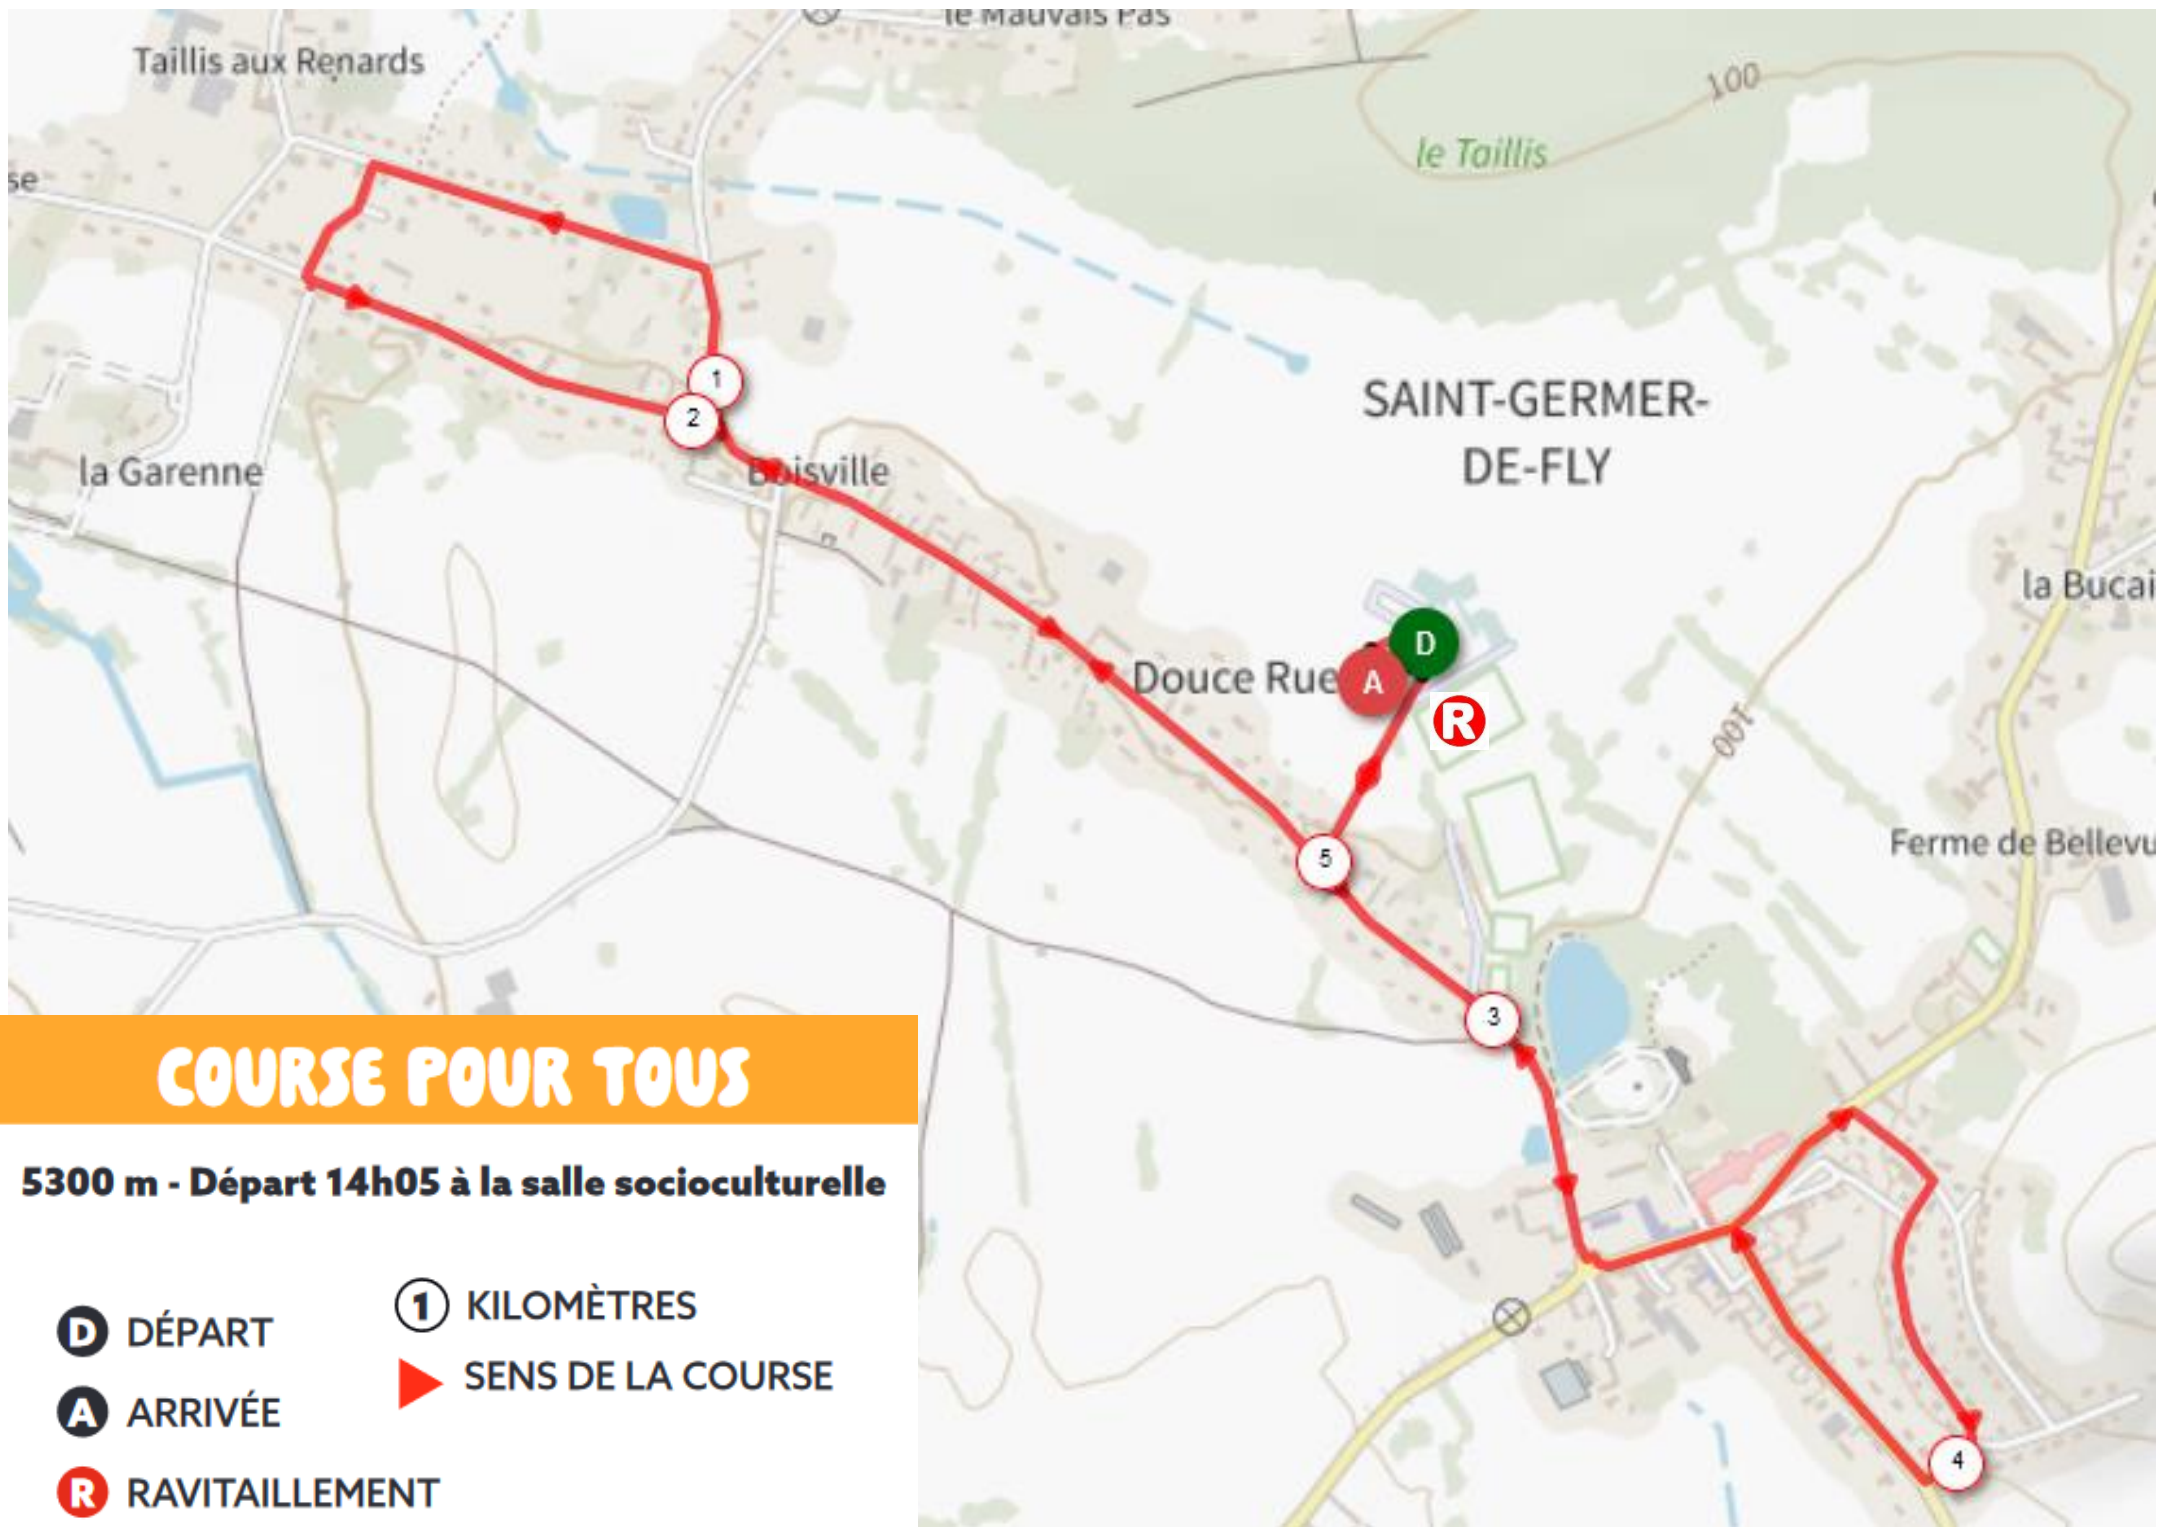 le Mauvais Pas
Taillis aux Renards
100
le Taillis
se
1
SAINT-GERMER-
DE-FLY
2
la Garenne
Boisville
la Bucai
D
Douce Rue
A
R
100
Ferme de Bellevu
5
3
4
COURSE POUR TOUS
5300 m - Départ 14h05 à la salle socioculturelle
D DÉPART
1 KILOMÈTRES
A ARRIVÉE
SENS DE LA COURSE
R RAVITAILLEMENT